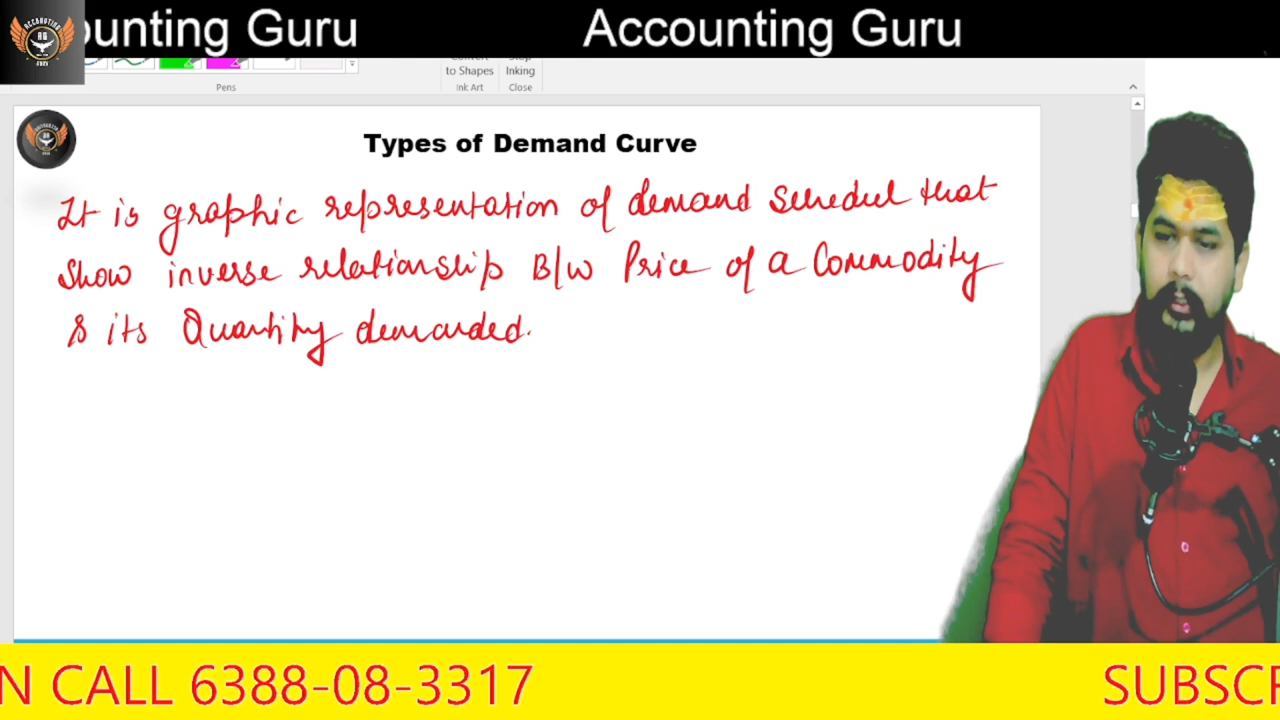 ounting Guru
Accounting Guru
to Shapes
Inking
Pens
Ink Art
Close
Types of Demand Curve
It is graphic representation of demand schedul that
show inverse relationship B/w Price of a Commodity
& its Quantity demanded.
N CALL 6388-08-3317
SUBSCR